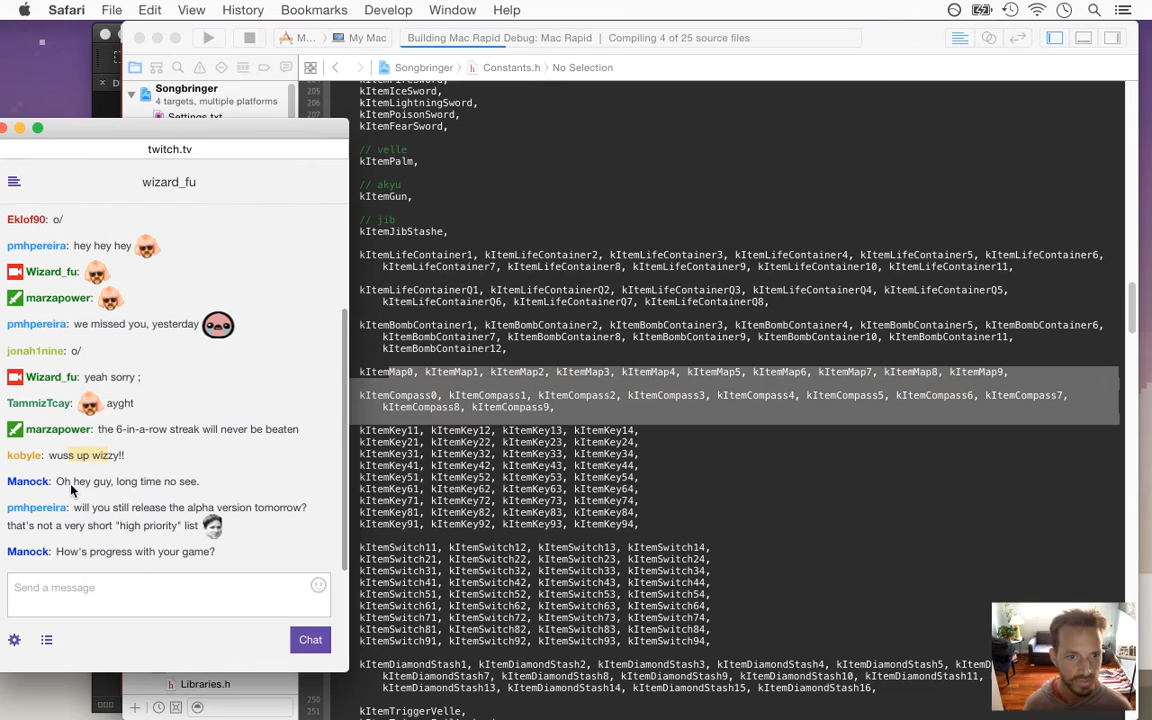 Safari File Edit View History Bookmarks Develop Window Help
M... My Mac Building Mac Rapid Debug: Mac Rapid | Compiling 4 of 25 source files
Songbringer Constants.h No Selection
Songbringer
4 targets, multiple platforms
Settings.txt
twitch.tv
wizard_fu
Eklof90: o/
pmhpereira: hey hey hey
Wizard_fu:
marzapower:
pmhpereira: we missed you, yesterday
jonah1nine: o/
Wizard_fu: yeah sorry ;
TammizTcay: ayght
marzapower: the 6-in-a-row streak will never be beaten
kobyle: wuss up wizzy!!
Manock: Oh hey guy, long time no see.
pmhpereira: will you still release the alpha version tomorrow?
that's not a very short "high priority" list
Manock: How's progress with your game?
Send a message
Chat
Libraries.h
205 kItemIceSword,
206 kItemLightningSword,
207 kItemPoisonSword,
kItemFearSword,
// velle
kItemPalm,
// akyu
kItemGun,
// jib
kItemJibStashe,
kItemLifeContainer1, kItemLifeContainer2, kItemLifeContainer3, kItemLifeContainer4, kItemLifeContainer5, kItemLifeContainer6,
kItemLifeContainer7, kItemLifeContainer8, kItemLifeContainer9, kItemLifeContainer10, kItemLifeContainer11,
kItemLifeContainerQ1, kItemLifeContainerQ2, kItemLifeContainerQ3, kItemLifeContainerQ4, kItemLifeContainerQ5,
kItemLifeContainerQ6, kItemLifeContainerQ7, kItemLifeContainerQ8,
kItemBombContainer1, kItemBombContainer2, kItemBombContainer3, kItemBombContainer4, kItemBombContainer5, kItemBombContainer6,
kItemBombContainer7, kItemBombContainer8, kItemBombContainer9, kItemBombContainer10, kItemBombContainer11,
kItemBombContainer12,
kItemMap0, kItemMap1, kItemMap2, kItemMap3, kItemMap4, kItemMap5, kItemMap6, kItemMap7, kItemMap8, kItemMap9,
kItemCompass0, kItemCompass1, kItemCompass2, kItemCompass3, kItemCompass4, kItemCompass5, kItemCompass6, kItemCompass7,
kItemCompass8, kItemCompass9,
kItemKey11, kItemKey12, kItemKey13, kItemKey14,
kItemKey21, kItemKey22, kItemKey23, kItemKey24,
kItemKey31, kItemKey32, kItemKey33, kItemKey34,
kItemKey41, kItemKey42, kItemKey43, kItemKey44,
kItemKey51, kItemKey52, kItemKey53, kItemKey54,
kItemKey61, kItemKey62, kItemKey63, kItemKey64,
kItemKey71, kItemKey72, kItemKey73, kItemKey74,
kItemKey81, kItemKey82, kItemKey83, kItemKey84,
kItemKey91, kItemKey92, kItemKey93, kItemKey94,
kItemSwitch11, kItemSwitch12, kItemSwitch13, kItemSwitch14,
kItemSwitch21, kItemSwitch22, kItemSwitch23, kItemSwitch24,
kItemSwitch31, kItemSwitch32, kItemSwitch33, kItemSwitch34,
kItemSwitch41, kItemSwitch42, kItemSwitch43, kItemSwitch44,
kItemSwitch51, kItemSwitch52, kItemSwitch53, kItemSwitch54,
kItemSwitch61, kItemSwitch62, kItemSwitch63, kItemSwitch64,
kItemSwitch71, kItemSwitch72, kItemSwitch73, kItemSwitch74,
kItemSwitch81, kItemSwitch82, kItemSwitch83, kItemSwitch84,
kItemSwitch91, kItemSwitch92, kItemSwitch93, kItemSwitch94,
kItemDiamondStash1, kItemDiamondStash2, kItemDiamondStash3, kItemDiamondStash4, kItemDiamondStash5, kItemD
kItemDiamondStash7, kItemDiamondStash8, kItemDiamondStash9, kItemDiamondStash10, kItemDiamondStash11,
kItemDiamondStash13, kItemDiamondStash14, kItemDiamondStash15, kItemDiamondStash16,
250
251 kItemTriggerVelle,